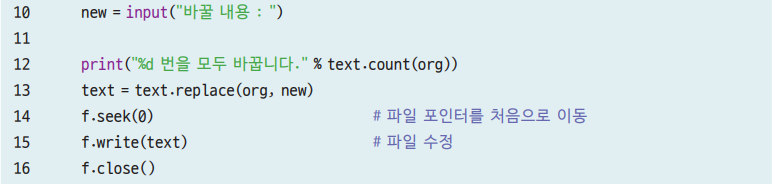 10 new = input("바꿀 내용 : ")
11
12 print("%d 번을 모두 바꿉니다." % text.count(org))
13 text = text.replace(org, new)
14 f.seek(0) # 파일 포인터를 처음으로 이동
15 f.write(text) # 파일 수정
16 f.close()